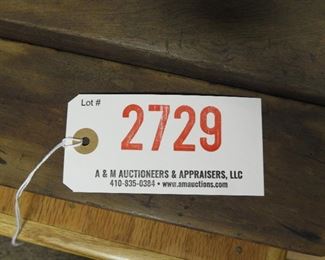 Lot #
2729
A & M AUCTIONEERS & APPRAISERS, LLC
410-835-0384 • www.amauctions.com